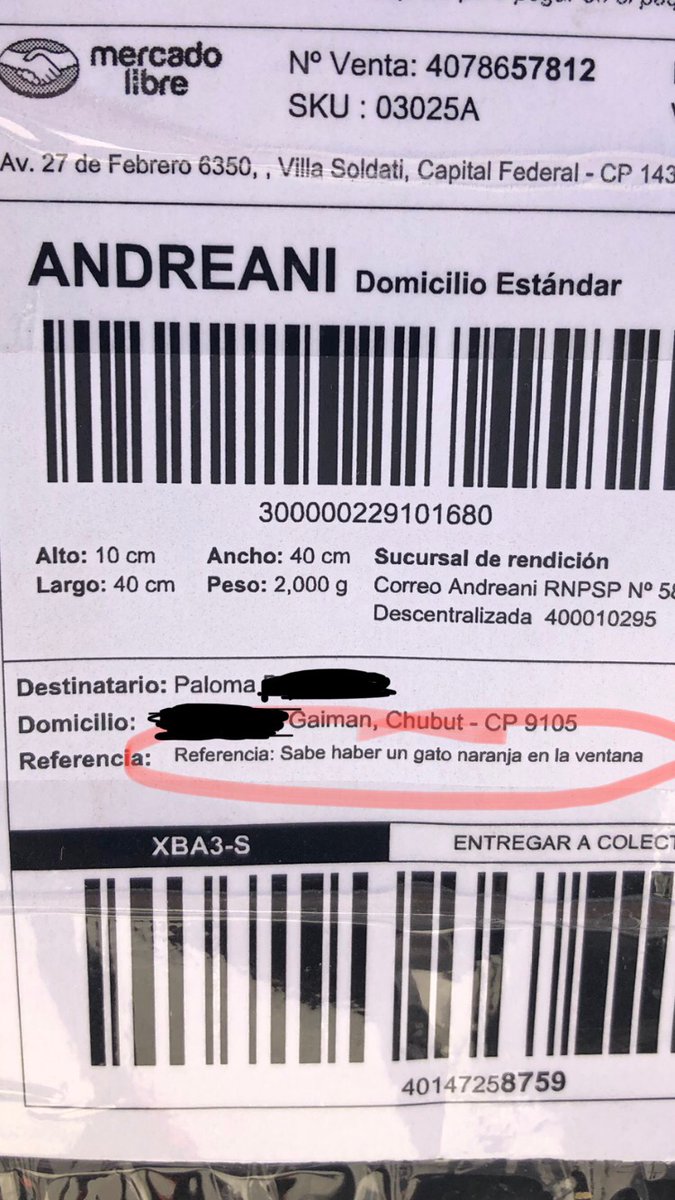 mercado
libre
Nº Venta: 4078657812
SKU : 03025A
Av. 27 de Febrero 6350, , Villa Soldati, Capital Federal - CP 143
ANDREANI Domicilio Estándar
300000229101680
Alto: 10 cm Ancho: 40 cm Sucursal de rendición
Largo: 40 cm Peso: 2,000 g Correo Andreani RNPSP Nº 58
Descentralizada 400010295
Destinatario: Paloma
Domicilio: Gaiman, Chubut - CP 9105
Referencia: Referencia: Sabe haber un gato naranja en la ventana
XBA3-S ENTREGAR A COLECT
40147258759